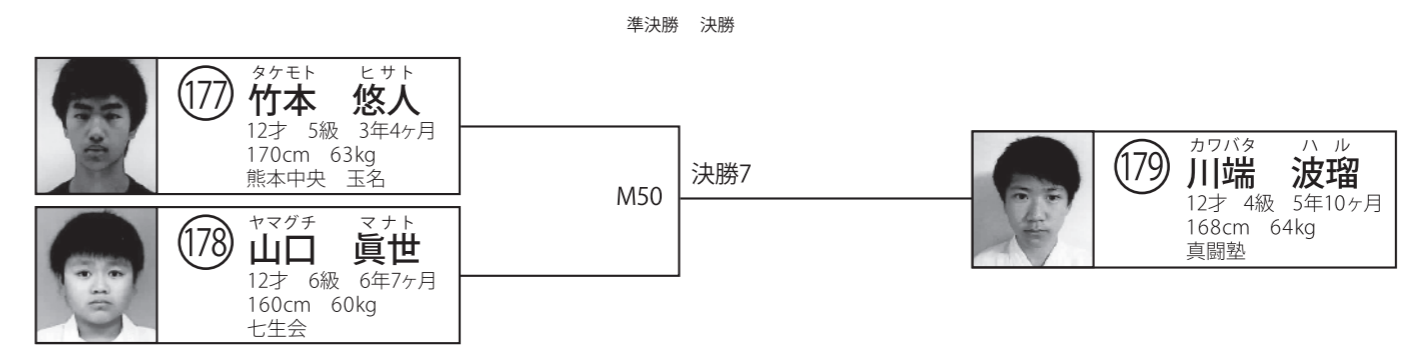 準決勝 決勝
177
タケモト ヒサト
竹本 悠人
12才 5級 3年4ヶ月
170cm 63kg
熊本中央 玉名
178
ヤマグチ マナト
山口 眞世
12才 6級 6年7ヶ月
160cm 60kg
七生会
M50
決勝7
179
カワバタ ハル
川端 波瑠
12才 4級 5年10ヶ月
168cm 64kg
真闘塾